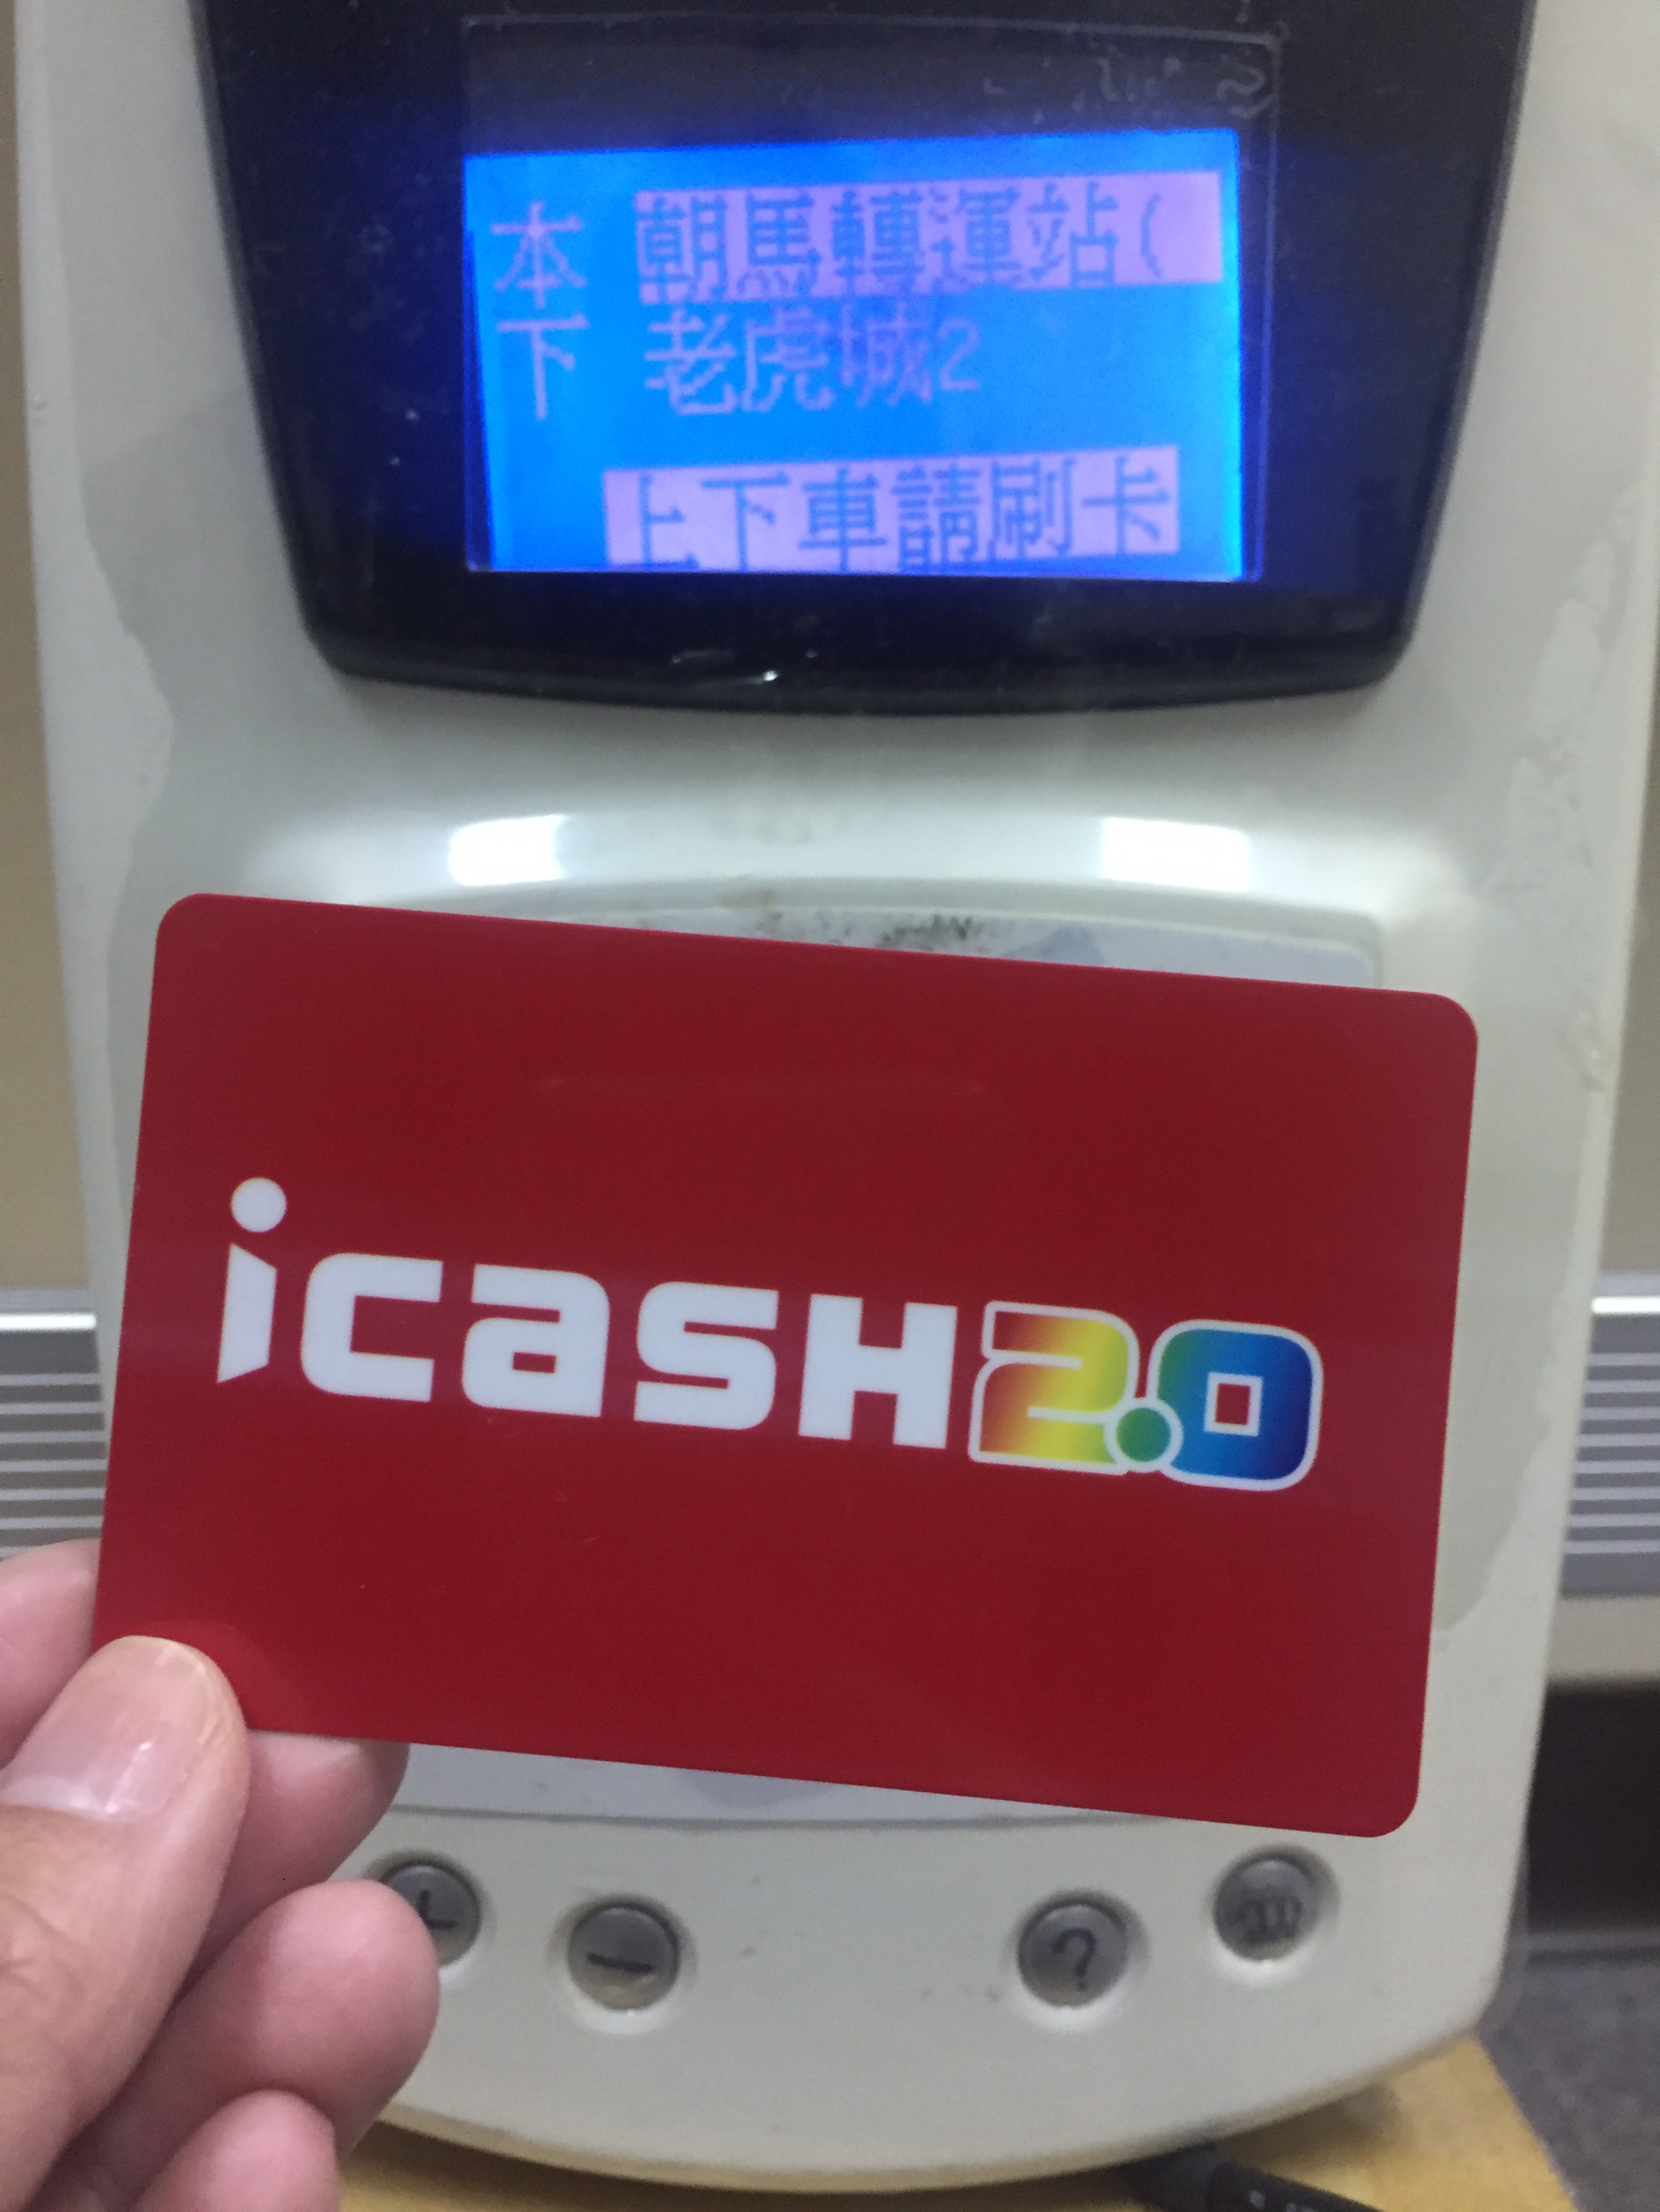 本 朝馬轉運站(
下 老虎城2
上下車請刷卡
icash2.0
— ?